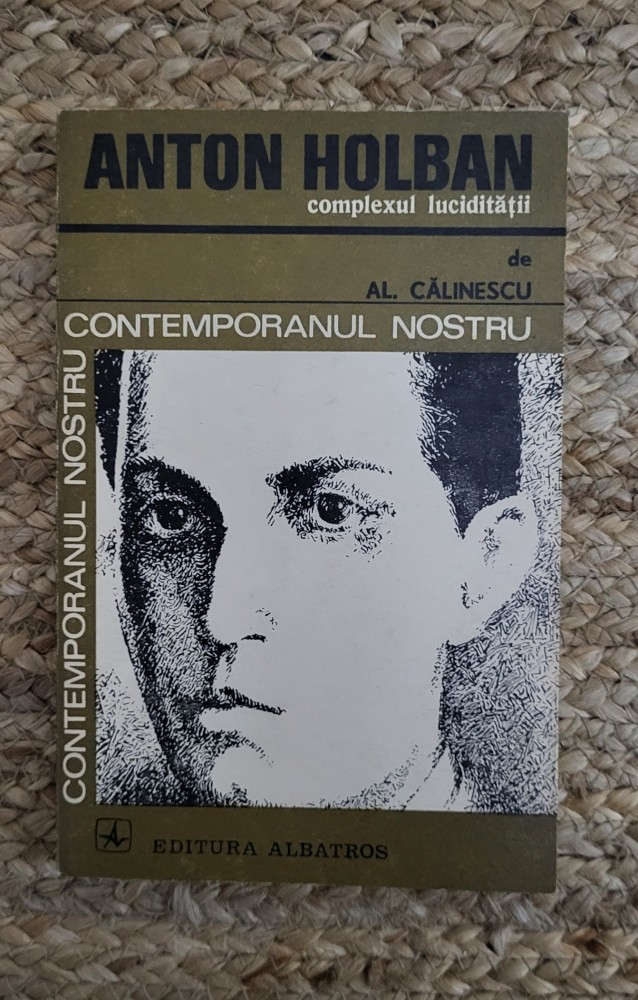 ANTON HOLBAN
complexul lucidității
de
AL. CĂLINESCU
CONTEMPORANUL NOSTRU
CONTEMPORANUL NOSTRU
EDITURA ALBATROS